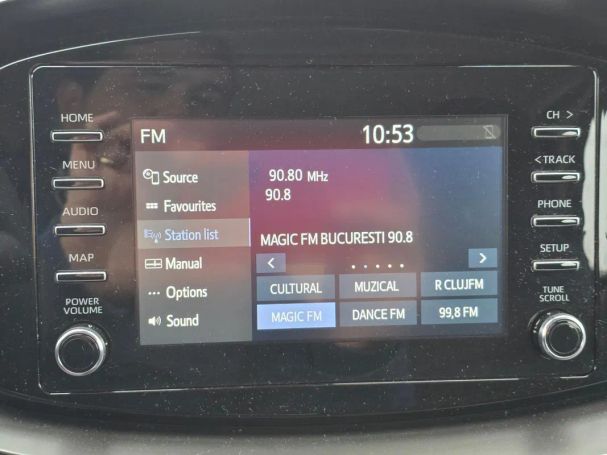 HOME
MENU
AUDIO
MAP
POWER
VOLUME
FM
10:53
Source
Favourites
Station list
Manual
Options
Sound
90.80 MHz
90.8
MAGIC FM BUCURESTI 90.8
< >
CULTURAL MUZICAL R CLUJFM
MAGIC FM DANCE FM 99,8 FM
CH >
< TRACK
PHONE
SETUP
TUNE
SCROLL